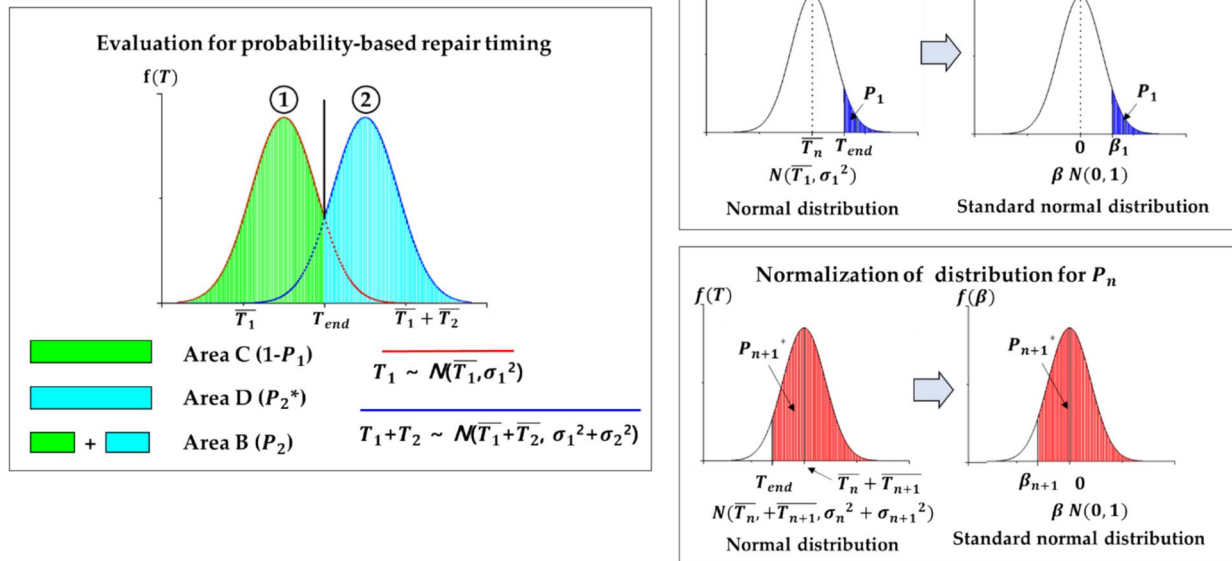 Evaluation for probability-based repair timing
f(T)
① ②
T̅₁ T_end T̅₁ + T̅₂
Area C (1-P₁)
Area D (P₂*)
+ Area B (P₂)
T₁ ~ N(T̅₁,σ₁²)
T₁+T₂ ~ N(T̅₁+T̅₂, σ₁²+σ₂²)
P₁ P₁
T̅ₙ T_end 0 β₁
N(T̅₁,σ₁²) β N(0,1)
Normal distribution Standard normal distribution
Normalization of distribution for Pₙ
f(T) f(β)
Pₙ₊₁* Pₙ₊₁*
T_end T̅ₙ + T̅ₙ₊₁ βₙ₊₁ 0
N(T̅ₙ, +T̅ₙ₊₁, σₙ² + σₙ₊₁²) β N(0,1)
Normal distribution Standard normal distribution